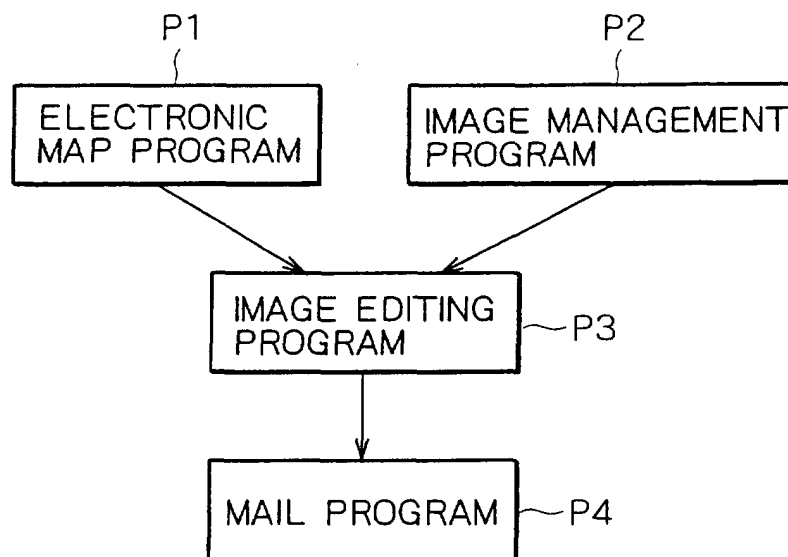 P1
P2
ELECTRONIC
MAP PROGRAM
IMAGE MANAGEMENT
PROGRAM
IMAGE EDITING
PROGRAM
P3
MAIL PROGRAM
P4